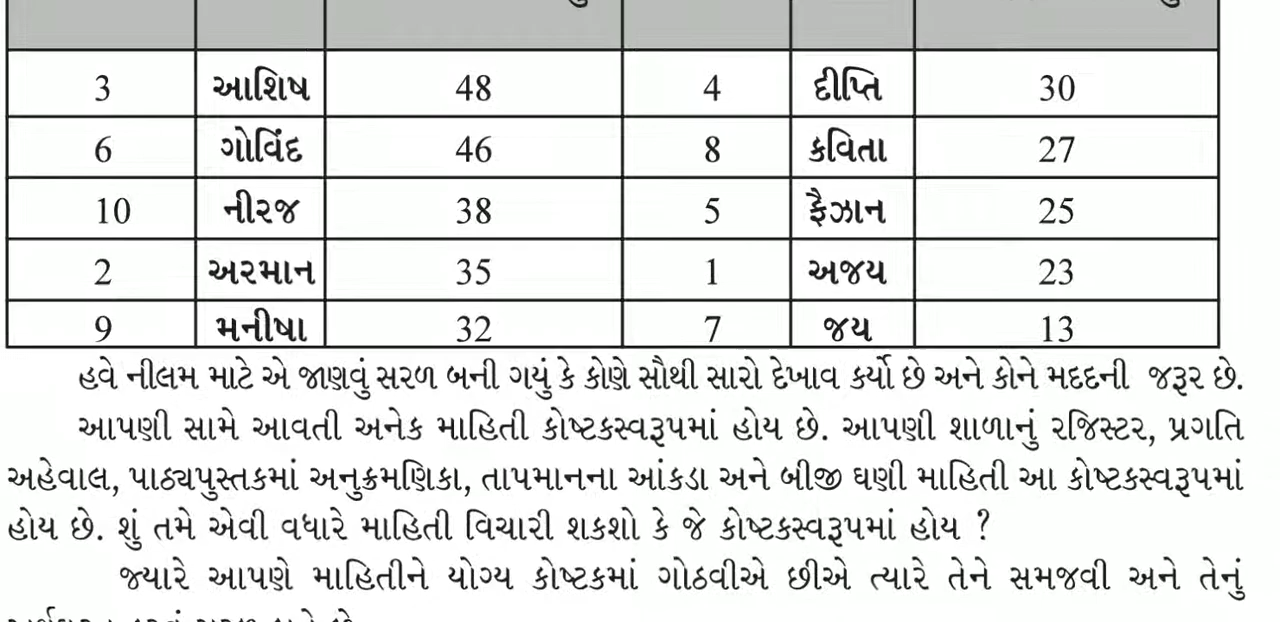 3 આશિષ 48 4 દીપ્તિ 30
6 ગોવિંદ 46 8 કવિતા 27
10 નીરજ 38 5 ફૈઝાન 25
2 અરમાન 35 1 અજય 23
9 મનીષા 32 7 જય 13
હવે નીલમ માટે એ જાણવું સરળ બની ગયું કે કોણે સૌથી સારો દેખાવ કર્યો છે અને કોને મદદની જરૂર છે.
આપણી સામે આવતી અનેક માહિતી કોષ્ટકસ્વરૂપમાં હોય છે. આપણી શાળાનું રજિસ્ટર, પ્રગતિ
અહેવાલ, પાઠ્યપુસ્તકમાં અનુક્રમણિકા, તાપમાનના આંકડા અને બીજી ઘણી માહિતી આ કોષ્ટકસ્વરૂપમાં
હોય છે. શું તમે એવી વધારે માહિતી વિચારી શકશો કે જે કોષ્ટકસ્વરૂપમાં હોય ?
જ્યારે આપણે માહિતીને યોગ્ય કોષ્ટકમાં ગોઠવીએ છીએ ત્યારે તેને સમજવી અને તેનું